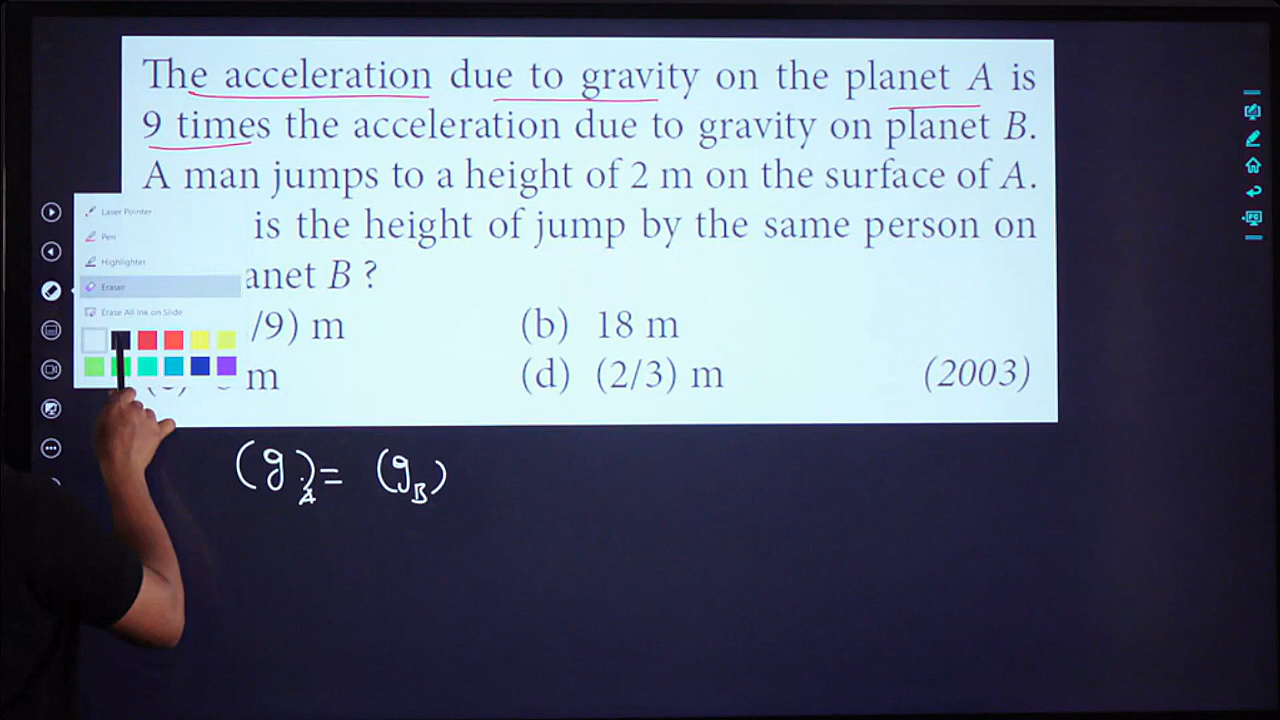 The acceleration due to gravity on the planet A is
9 times the acceleration due to gravity on planet B.
A man jumps to a height of 2 m on the surface of A.
is the height of jump by the same person on
anet B ?
/9) m
(b) 18 m
m
(d) (2/3) m
(2003)
Laser Pointer
Pen
Highlighter
Eraser
Erase All Ink on Slide
(g)A = (gB)
PC